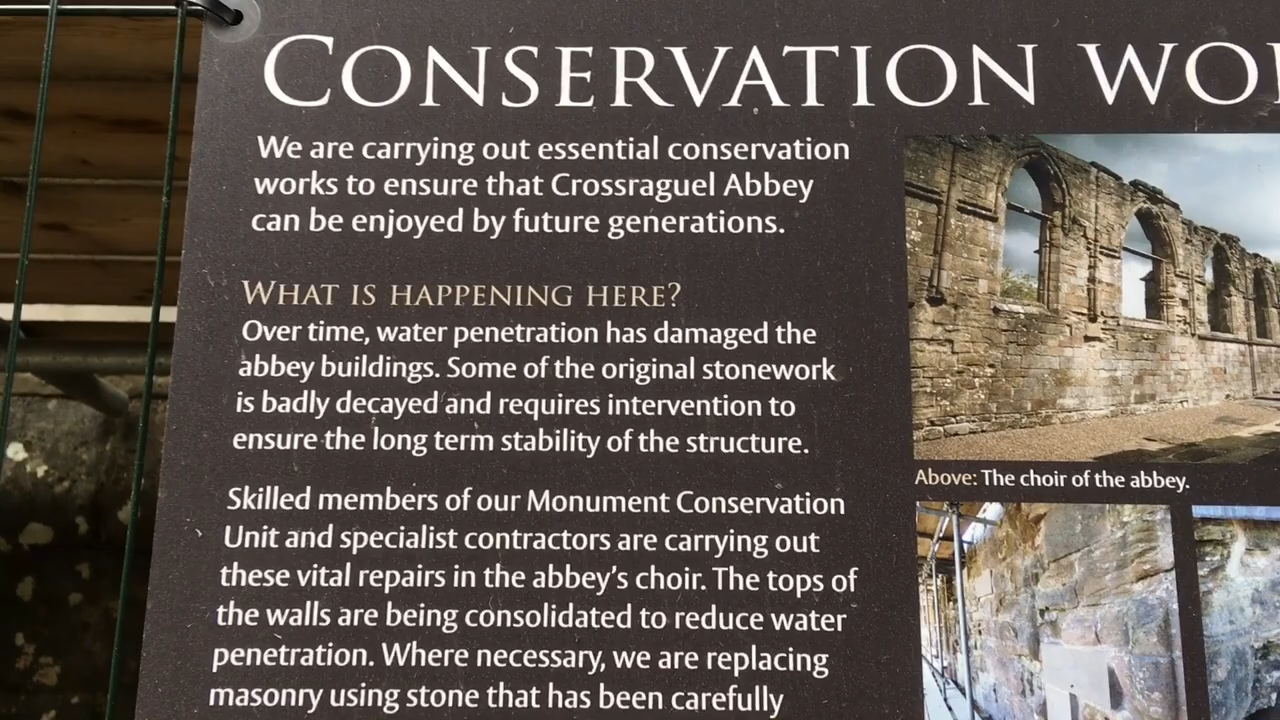 CONSERVATION
We are carrying out essential conservation
works to ensure that Crossraguel Abbey
can be enjoyed by future generations.
WHAT IS HAPPENING HERE?
Over time, water penetration has damaged the
abbey buildings. Some of the original stonework
is badly decayed and requires intervention to
ensure the long term stability of the structure.
Skilled members of our Monument Conservation
Unit and specialist contractors are carrying out
these vital repairs in the abbey's choir. The tops of
the walls are being consolidated to reduce water
penetration. Where necessary, we are replacing
masonry using stone that has been carefully
Above: The choir of the abbey.